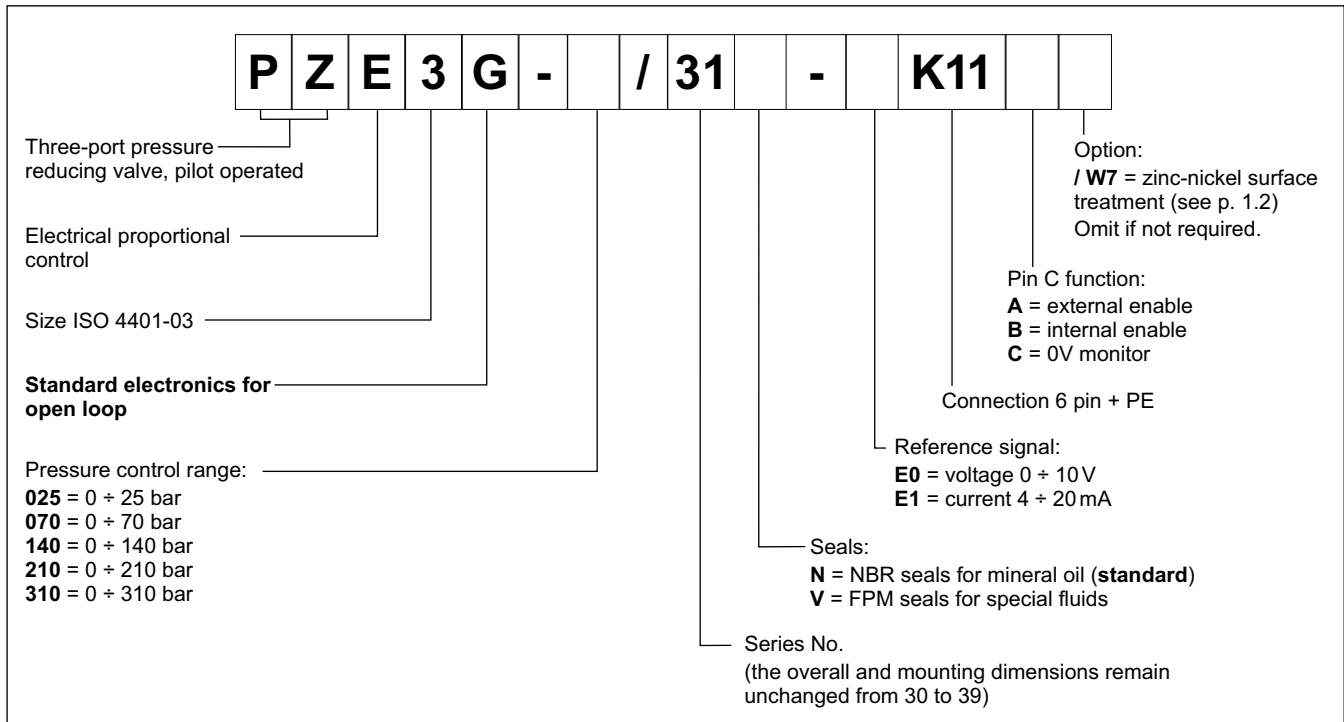 P Z E 3 G - / 31 - K11
Three-port pressure
reducing valve, pilot operated
Electrical proportional
control
Size ISO 4401-03
Standard electronics for
open loop
Pressure control range:
025 = 0 ÷ 25 bar
070 = 0 ÷ 70 bar
140 = 0 ÷ 140 bar
210 = 0 ÷ 210 bar
310 = 0 ÷ 310 bar
Option:
/ W7 = zinc-nickel surface
treatment (see p. 1.2)
Omit if not required.
Pin C function:
A = external enable
B = internal enable
C = 0V monitor
Connection 6 pin + PE
Reference signal:
E0 = voltage 0 ÷ 10 V
E1 = current 4 ÷ 20 mA
Seals:
N = NBR seals for mineral oil (standard)
V = FPM seals for special fluids
Series No.
(the overall and mounting dimensions remain
unchanged from 30 to 39)